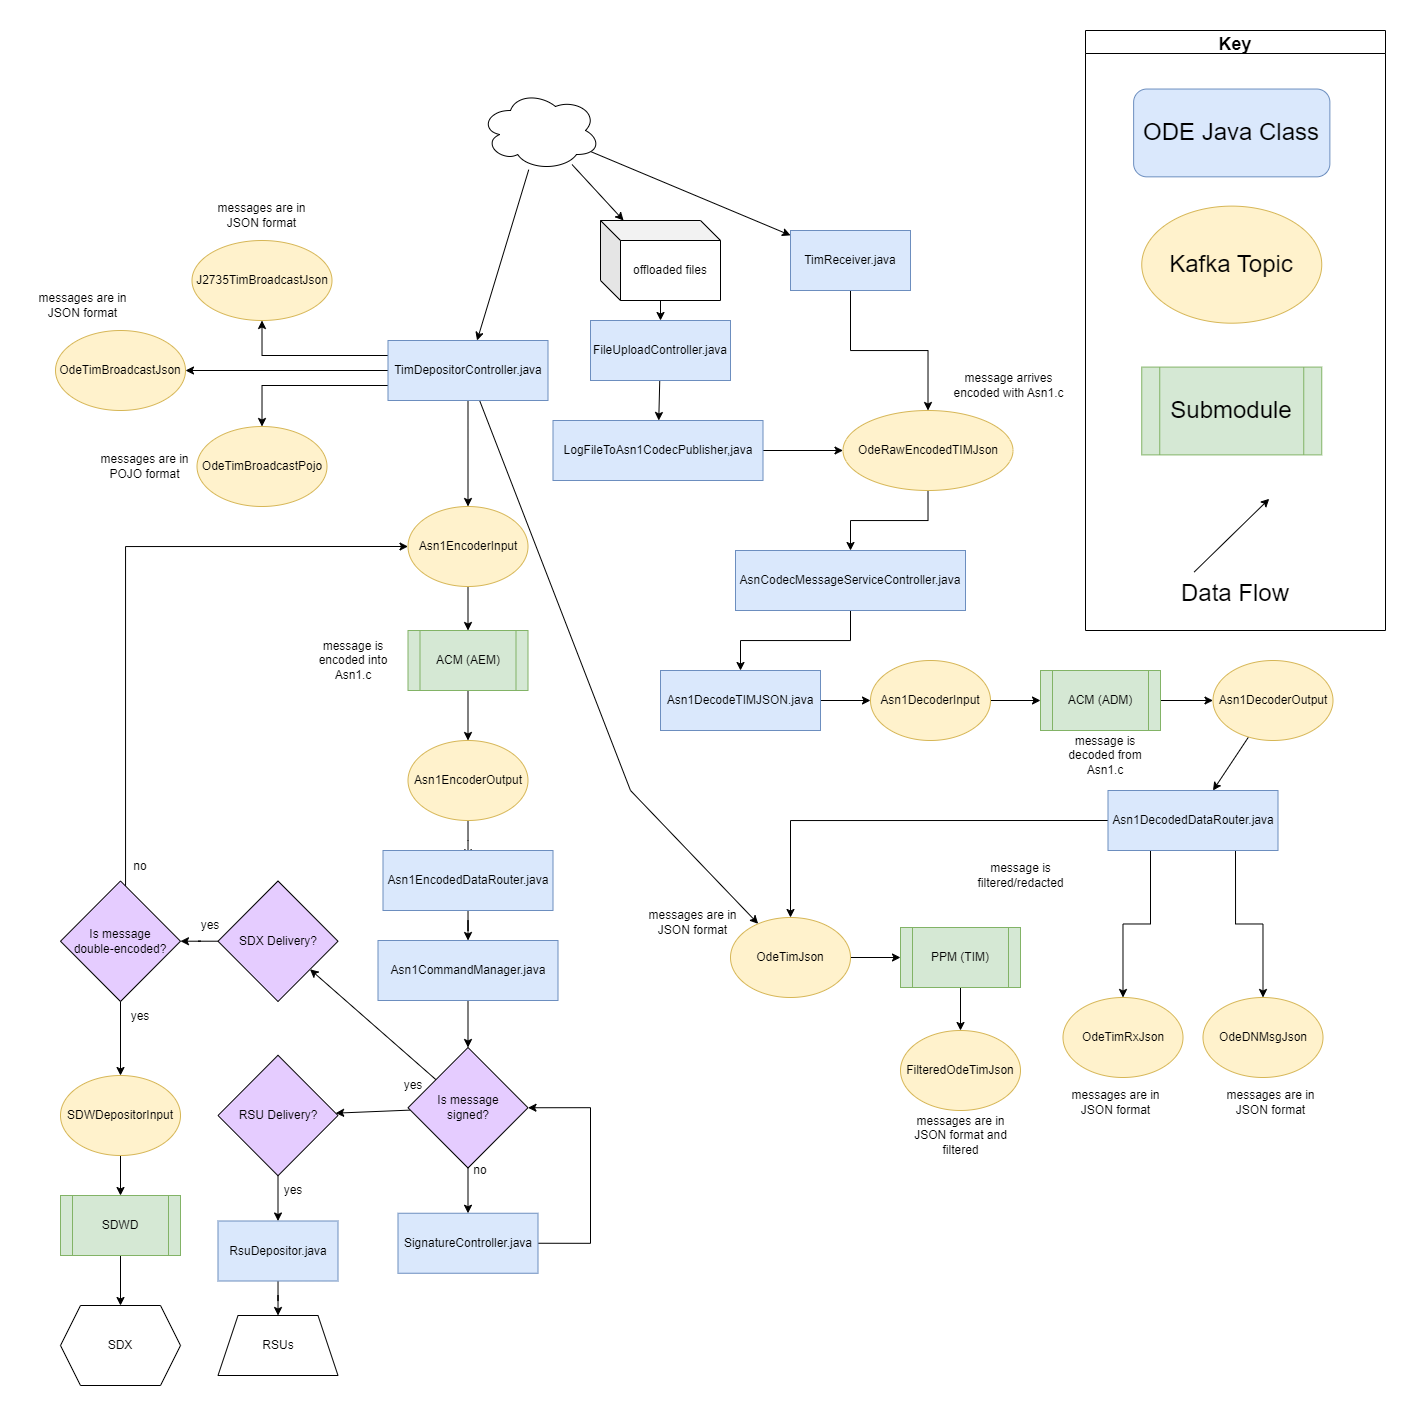 Key
ODE Java Class
Kafka Topic
Submodule
Data Flow
messages are in
JSON format
J2735TimBroadcastJson
messages are in
JSON format
OdeTimBroadcastJson
messages are in
POJO format
OdeTimBroadcastPojo
TimDepositorController.java
offloaded files
TimReceiver.java
FileUploadController.java
message arrives
encoded with Asn1.c
LogFileToAsn1CodecPublisher,java
OdeRawEncodedTIMJson
Asn1EncoderInput
AsnCodecMessageServiceController.java
message is
encoded into
Asn1.c
ACM (AEM)
Asn1DecodeTIMJSON.java
Asn1DecoderInput
ACM (ADM)
message is
decoded from
Asn1.c
Asn1DecoderOutput
Asn1EncoderOutput
Asn1DecodedDataRouter.java
Asn1EncodedDataRouter.java
message is
filtered/redacted
no
Is message
double-encoded?
yes
SDX Delivery?
Asn1CommandManager.java
messages are in
JSON format
OdeTimJson
PPM (TIM)
yes
OdeTimRxJson
OdeDNMsgJson
FilteredOdeTimJson
messages are in
JSON format
messages are in
JSON format
messages are in
JSON format and
filtered
SDWDepositorInput
RSU Delivery?
yes
Is message
signed?
no
yes
SDWD
RsuDepositor.java
SignatureController.java
SDX
RSUs